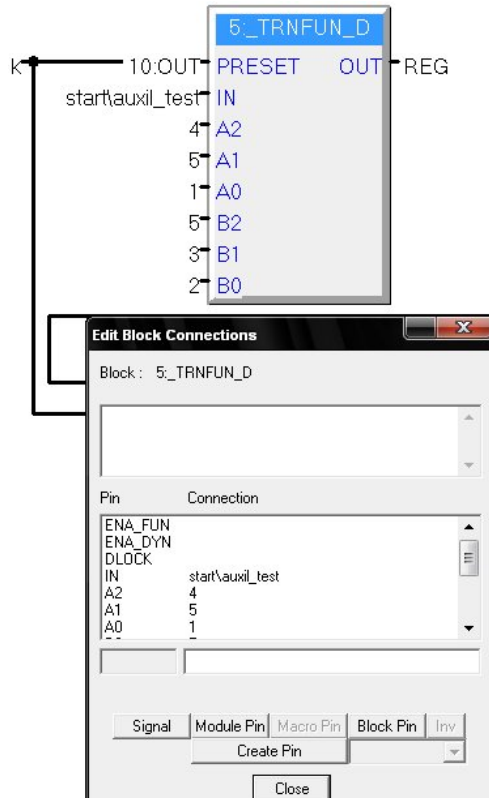 5:_TRNFUN_D
K 10:OUT PRESET OUT REG
start\auxil_test IN
4 A2
5 A1
1 A0
5 B2
3 B1
2 B0
Edit Block Connections
Block : 5:_TRNFUN_D
Pin Connection
ENA_FUN
ENA_DYN
DLOCK
IN start\auxil_test
A2 4
A1 5
A0 1
Signal Module Pin Macro Pin Block Pin Inv
Create Pin
Close